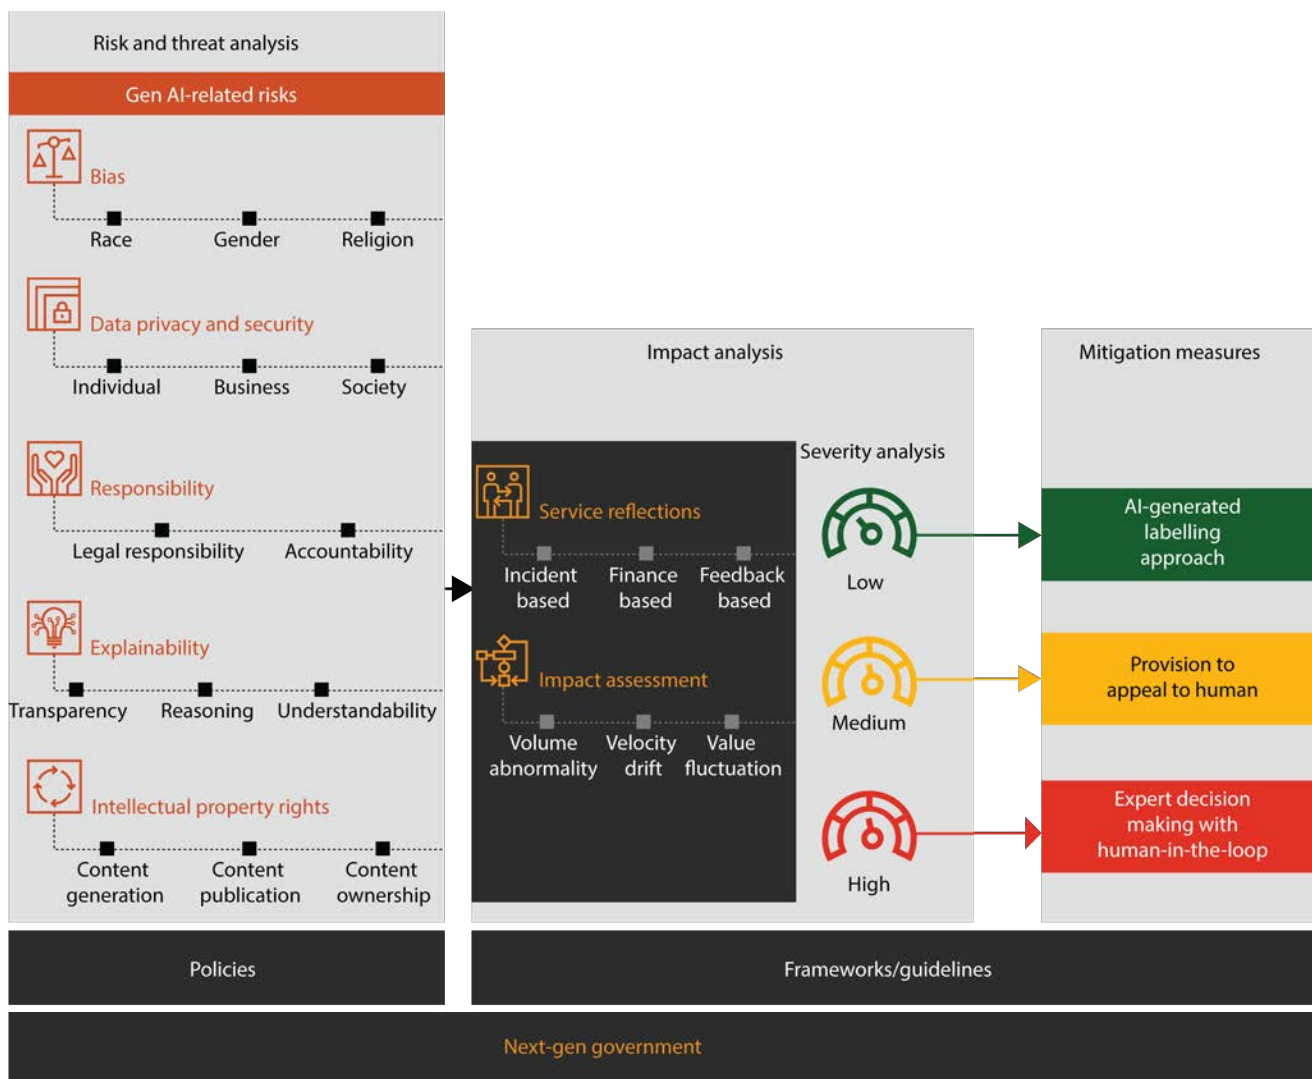 Risk and threat analysis
Gen AI-related risks
Bias
Race
Gender
Religion
Data privacy and security
Individual
Business
Society
Responsibility
Legal responsibility
Accountability
Explainability
Transparency
Reasoning
Understandability
Intellectual property rights
Content
generation
Content
publication
Content
ownership
Policies
Impact analysis
Service reflections
Incident
based
Finance
based
Feedback
based
Impact assessment
Volume
abnormality
Velocity
drift
Value
fluctuation
Severity analysis
Low
Medium
High
Mitigation measures
AI-generated
labelling
approach
Provision to
appeal to human
Expert decision
making with
human-in-the-loop
Frameworks/guidelines
Next-gen government